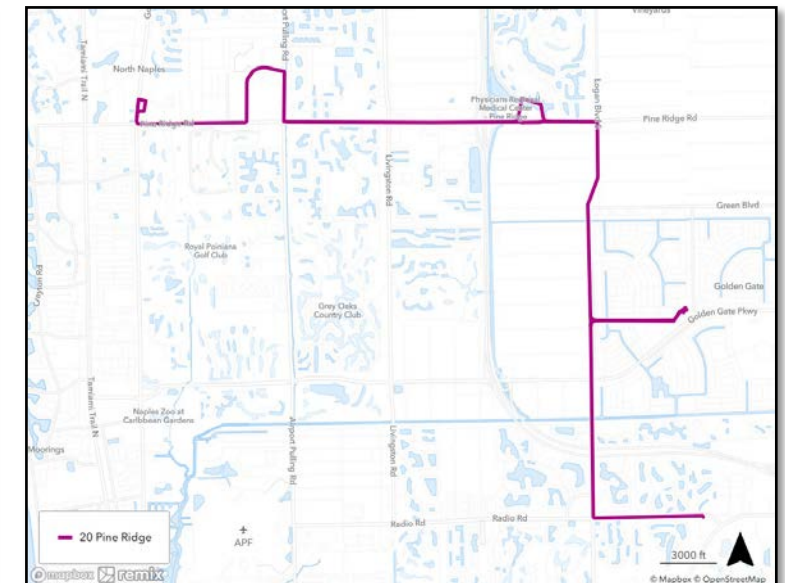 Vineyards
Tamiami Trail N
North Naples
Logan Blvd
Physicians Regional
Medical Center
- Pine Ridge
Pine Ridge Rd
Pine Ridge Rd
Livingston Rd
Green Blvd
Royal Poinciana
Golf Club
Golden Gate
Grey Oaks
Country Club
Golden Gate Pkwy
Tamiami Trail N
Naples Zoo at
Caribbean Gardens
Airport Pulling Rd
Livingston Rd
Moorings
Radio Rd
Radio Rd
20 Pine Ridge
APF
3000 ft
mapbox remix
© Mapbox © OpenStreetMap